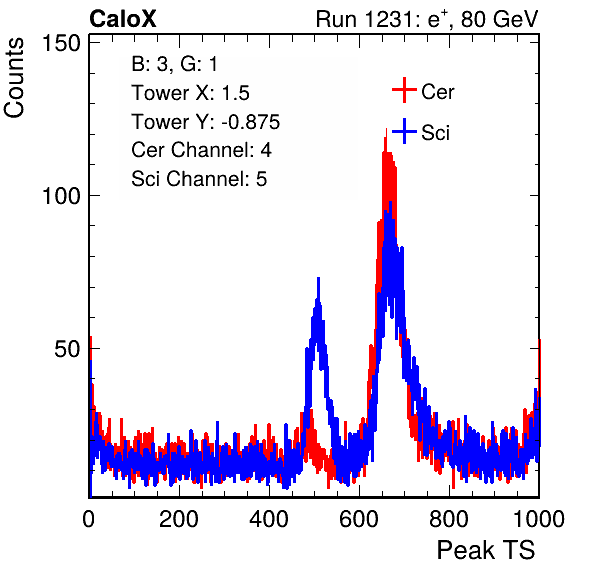 CaloX Run 1231: e⁺, 80 GeV
Counts
150
100
50
B: 3, G: 1
Tower X: 1.5
Tower Y: -0.875
Cer Channel: 4
Sci Channel: 5
Cer
Sci
0 200 400 600 800 1000
Peak TS